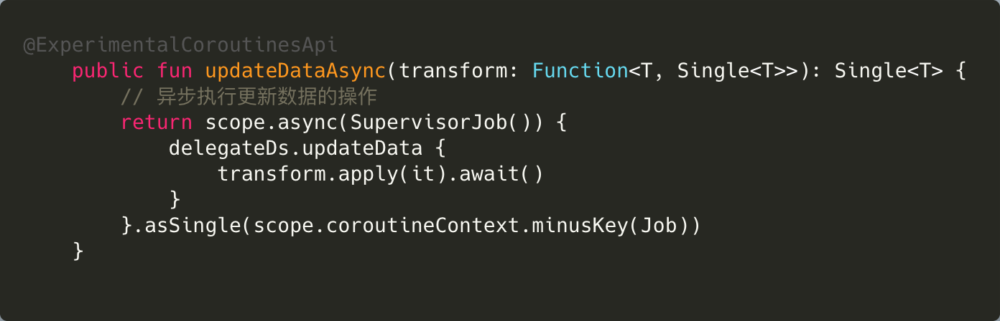 @ExperimentalCoroutinesApi
public fun updateDataAsync(transform: Function<T, Single<T>>): Single<T> {
// 异步执行更新数据的操作
return scope.async(SupervisorJob()) {
delegateDs.updateData {
transform.apply(it).await()
}
}.asSingle(scope.coroutineContext.minusKey(Job))
}